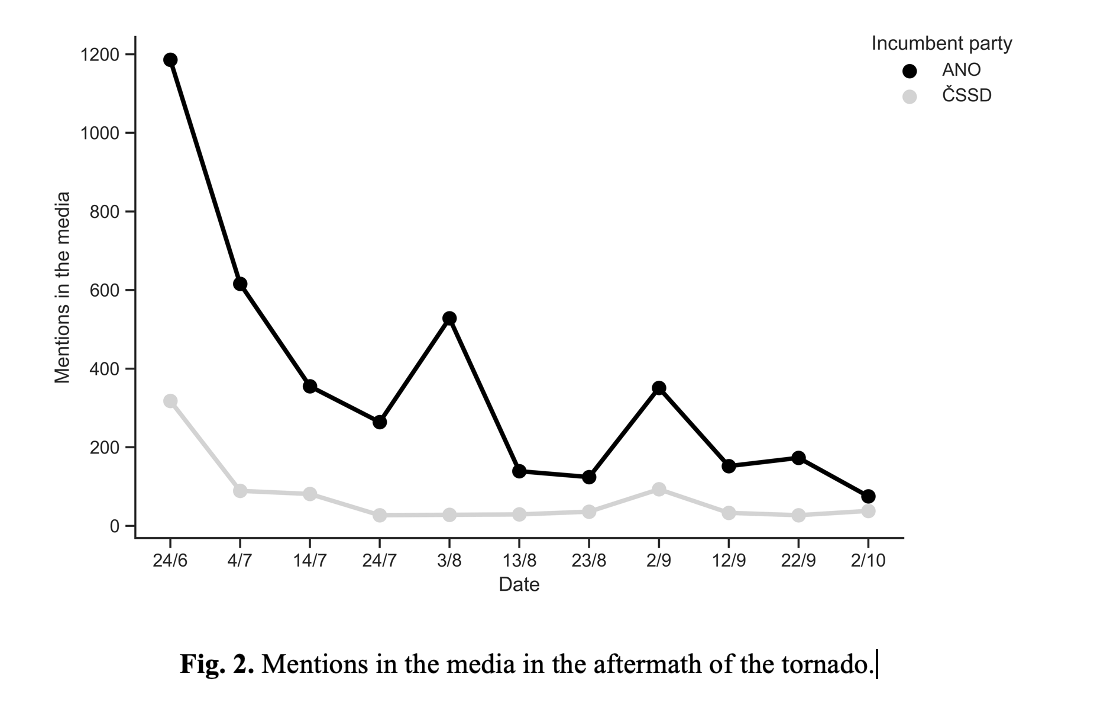 Incumbent party
ANO
ČSSD
Mentions in the media
1200
1000
800
600
400
200
0
24/6 4/7 14/7 24/7 3/8 13/8 23/8 2/9 12/9 22/9 2/10
Date
Fig. 2. Mentions in the media in the aftermath of the tornado.